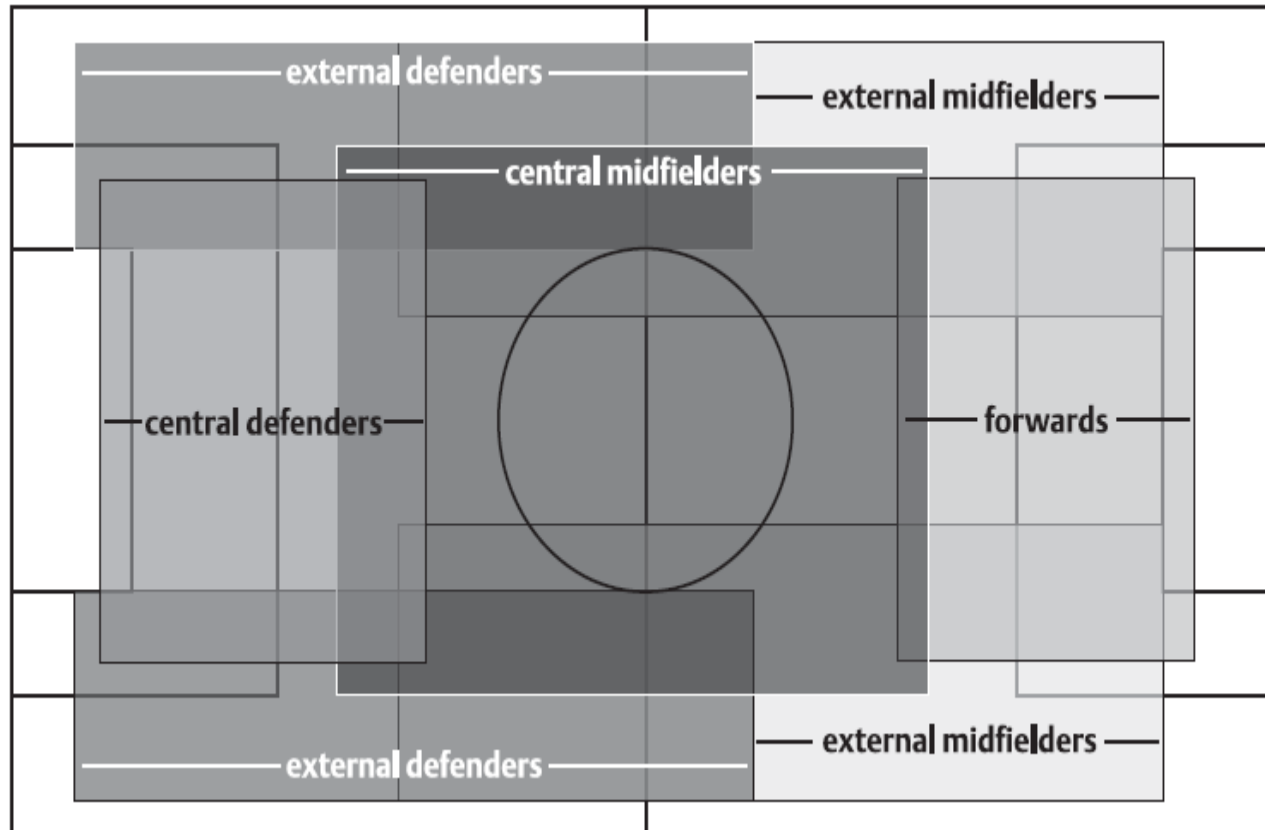 external defenders
external midfielders
central midfielders
central defenders
forwards
external midfielders
external defenders